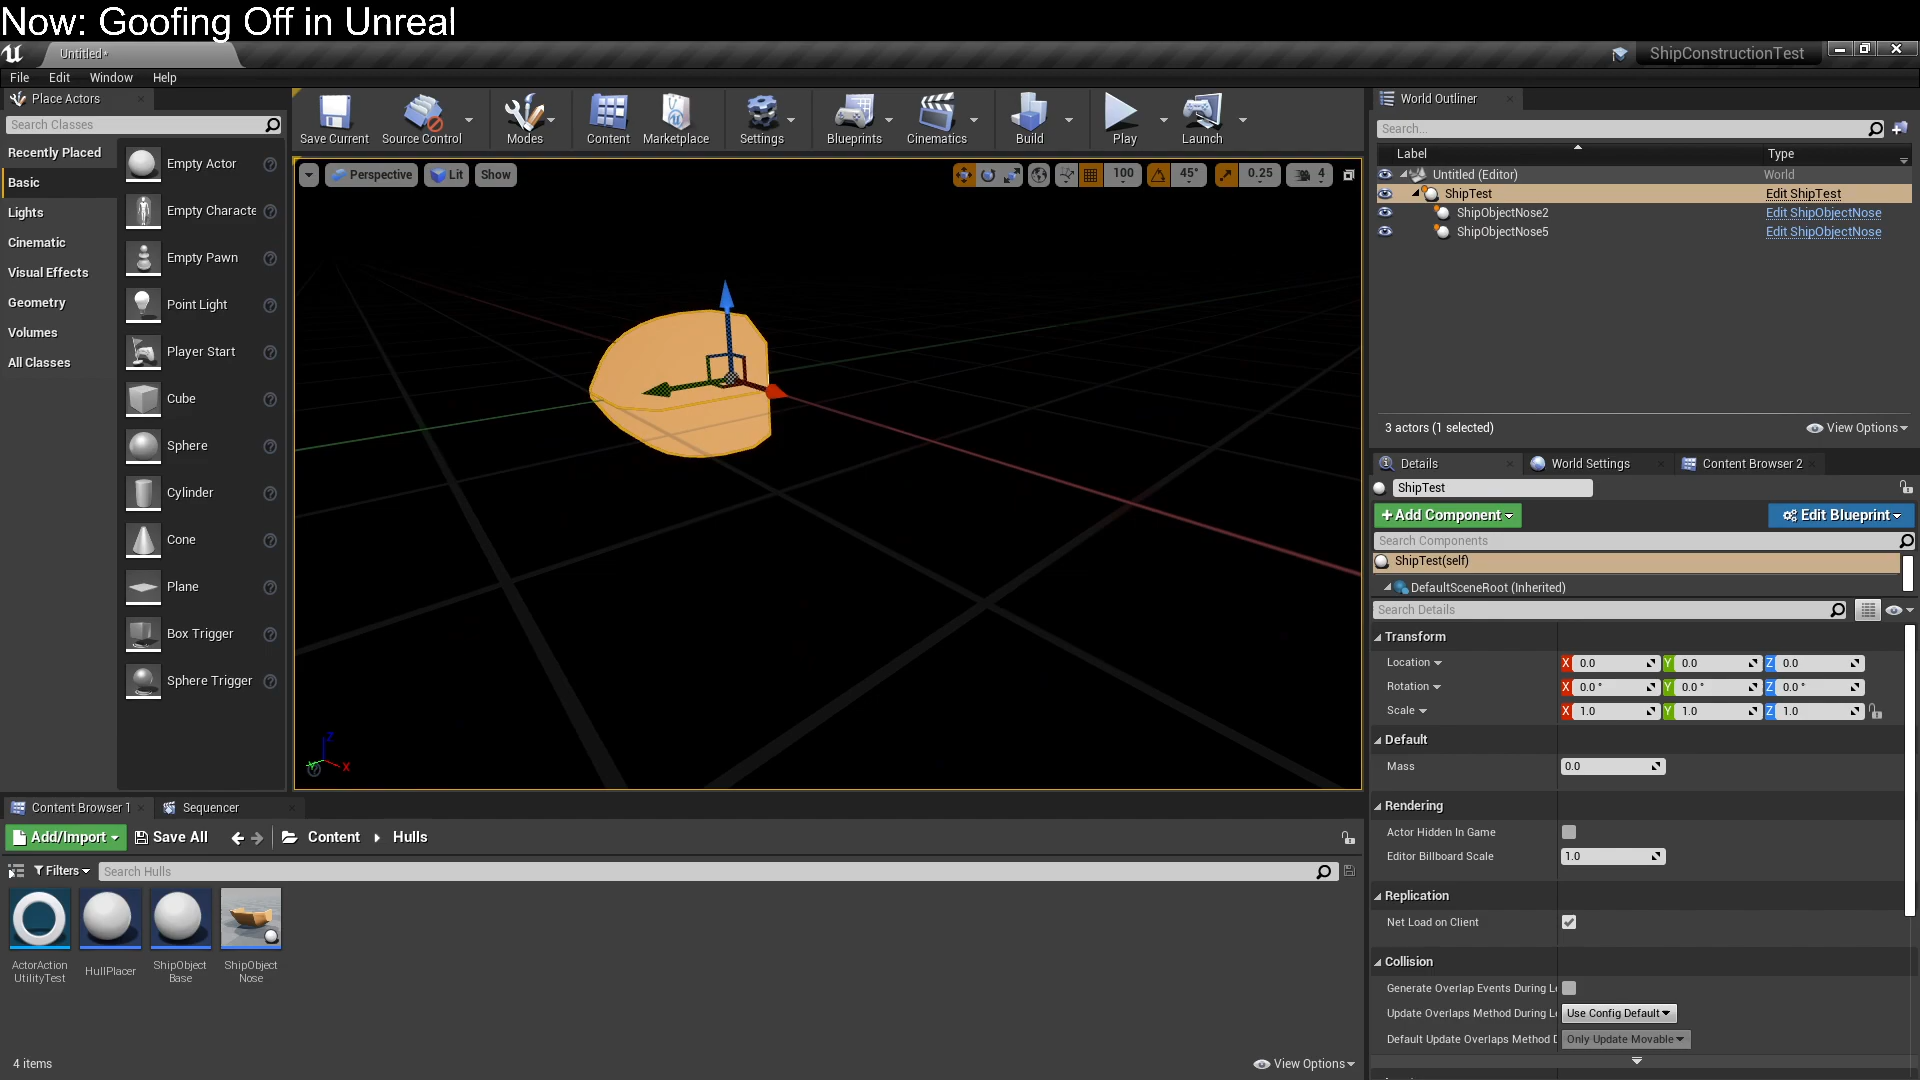 Now: Goofing Off in Unreal
Untitled*
ShipConstructionTest
File Edit Window Help
Place Actors
Search Classes
Recently Placed
Basic
Lights
Cinematic
Visual Effects
Geometry
Volumes
All Classes
Empty Actor
Empty Characte
Empty Pawn
Point Light
Player Start
Cube
Sphere
Cylinder
Cone
Plane
Box Trigger
Sphere Trigger
Save Current Source Control Modes Content Marketplace Settings Blueprints Cinematics Build Play Launch
Perspective Lit Show 100 45° 0.25 4
Z
Y X
World Outliner
Search...
Label Type
Untitled (Editor) World
ShipTest Edit ShipTest
ShipObjectNose2 Edit ShipObjectNose
ShipObjectNose5 Edit ShipObjectNose
3 actors (1 selected) View Options
Details World Settings Content Browser 2
ShipTest
+Add Component Edit Blueprint
Search Components
ShipTest(self)
DefaultSceneRoot (Inherited)
Search Details
Transform
Location X 0.0 Y 0.0 Z 0.0
Rotation X 0.0 ° Y 0.0 ° Z 0.0 °
Scale X 1.0 Y 1.0 Z 1.0
Default
Mass 0.0
Rendering
Actor Hidden In Game
Editor Billboard Scale 1.0
Replication
Net Load on Client
Collision
Generate Overlap Events During L
Update Overlaps Method During L Use Config Default
Default Update Overlaps Method D Only Update Movable
Content Browser 1 Sequencer
Add/Import Save All Content Hulls
Filters Search Hulls
ActorAction
UtilityTest
HullPlacer
ShipObject
Base
ShipObject
Nose
4 items View Options